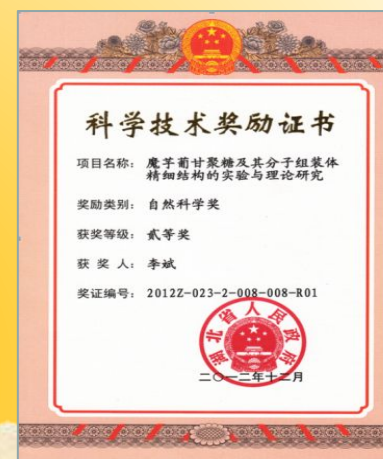 科学技术奖励证书
项目名称：魔芋葡甘聚糖及其分子组装体
精细结构的实验与理论研究
奖励类别：自然科学奖
获奖等级：贰等奖
获 奖 人：李斌
奖证编号：2012Z-023-2-008-008-R01
湖北省人民政府
二〇一二年十二月